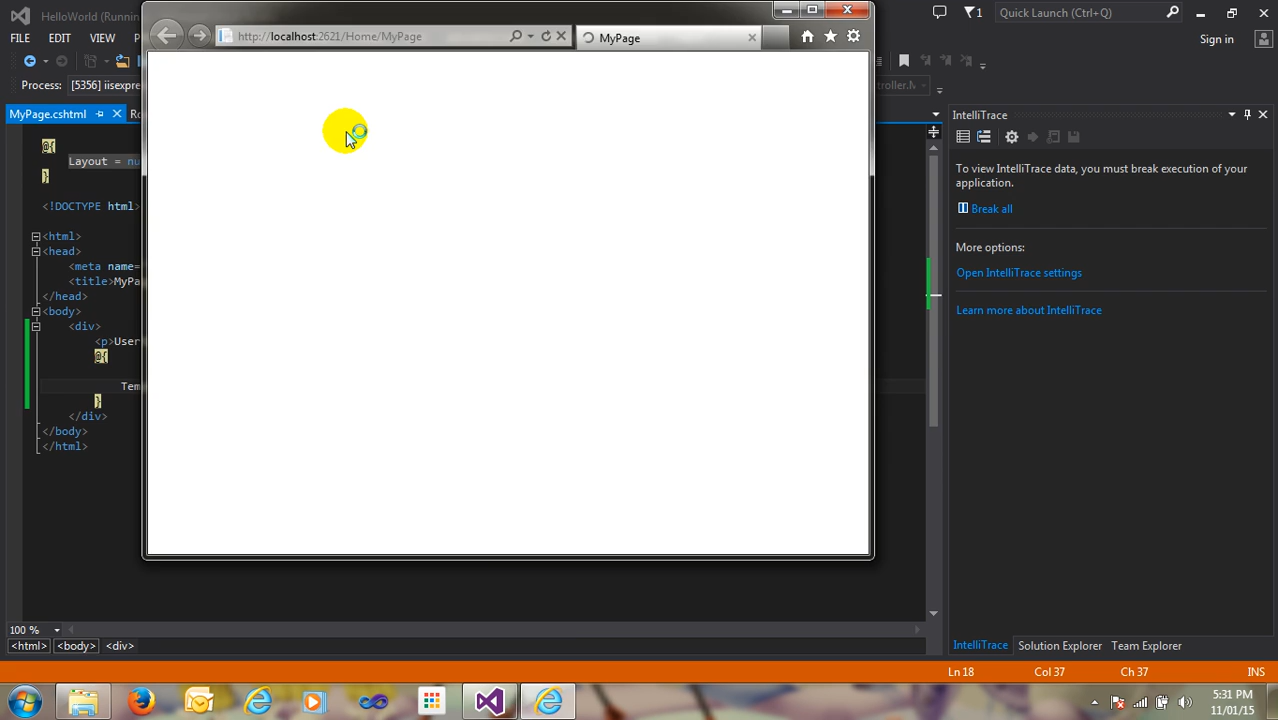 HelloWorld (Runnin
http://localhost:2621/Home/MyPage
MyPage
1
Quick Launch (Ctrl+Q)
FILE EDIT VIEW
Sign in
Process: [5356] iisexpre
MyPage.cshtml
IntelliTrace
@{
Layout = nu
}
<!DOCTYPE html>
<html>
<head>
<meta name=
<title>MyPa
</head>
<body>
<div>
<p>User
@{
Tem
}
</div>
</body>
</html>
To view IntelliTrace data, you must break execution of your
application.
Break all
More options:
Open IntelliTrace settings
Learn more about IntelliTrace
100 %
<html> <body> <div>
IntelliTrace Solution Explorer Team Explorer
Ln 18 Col 37 Ch 37 INS
5:31 PM
11/01/15